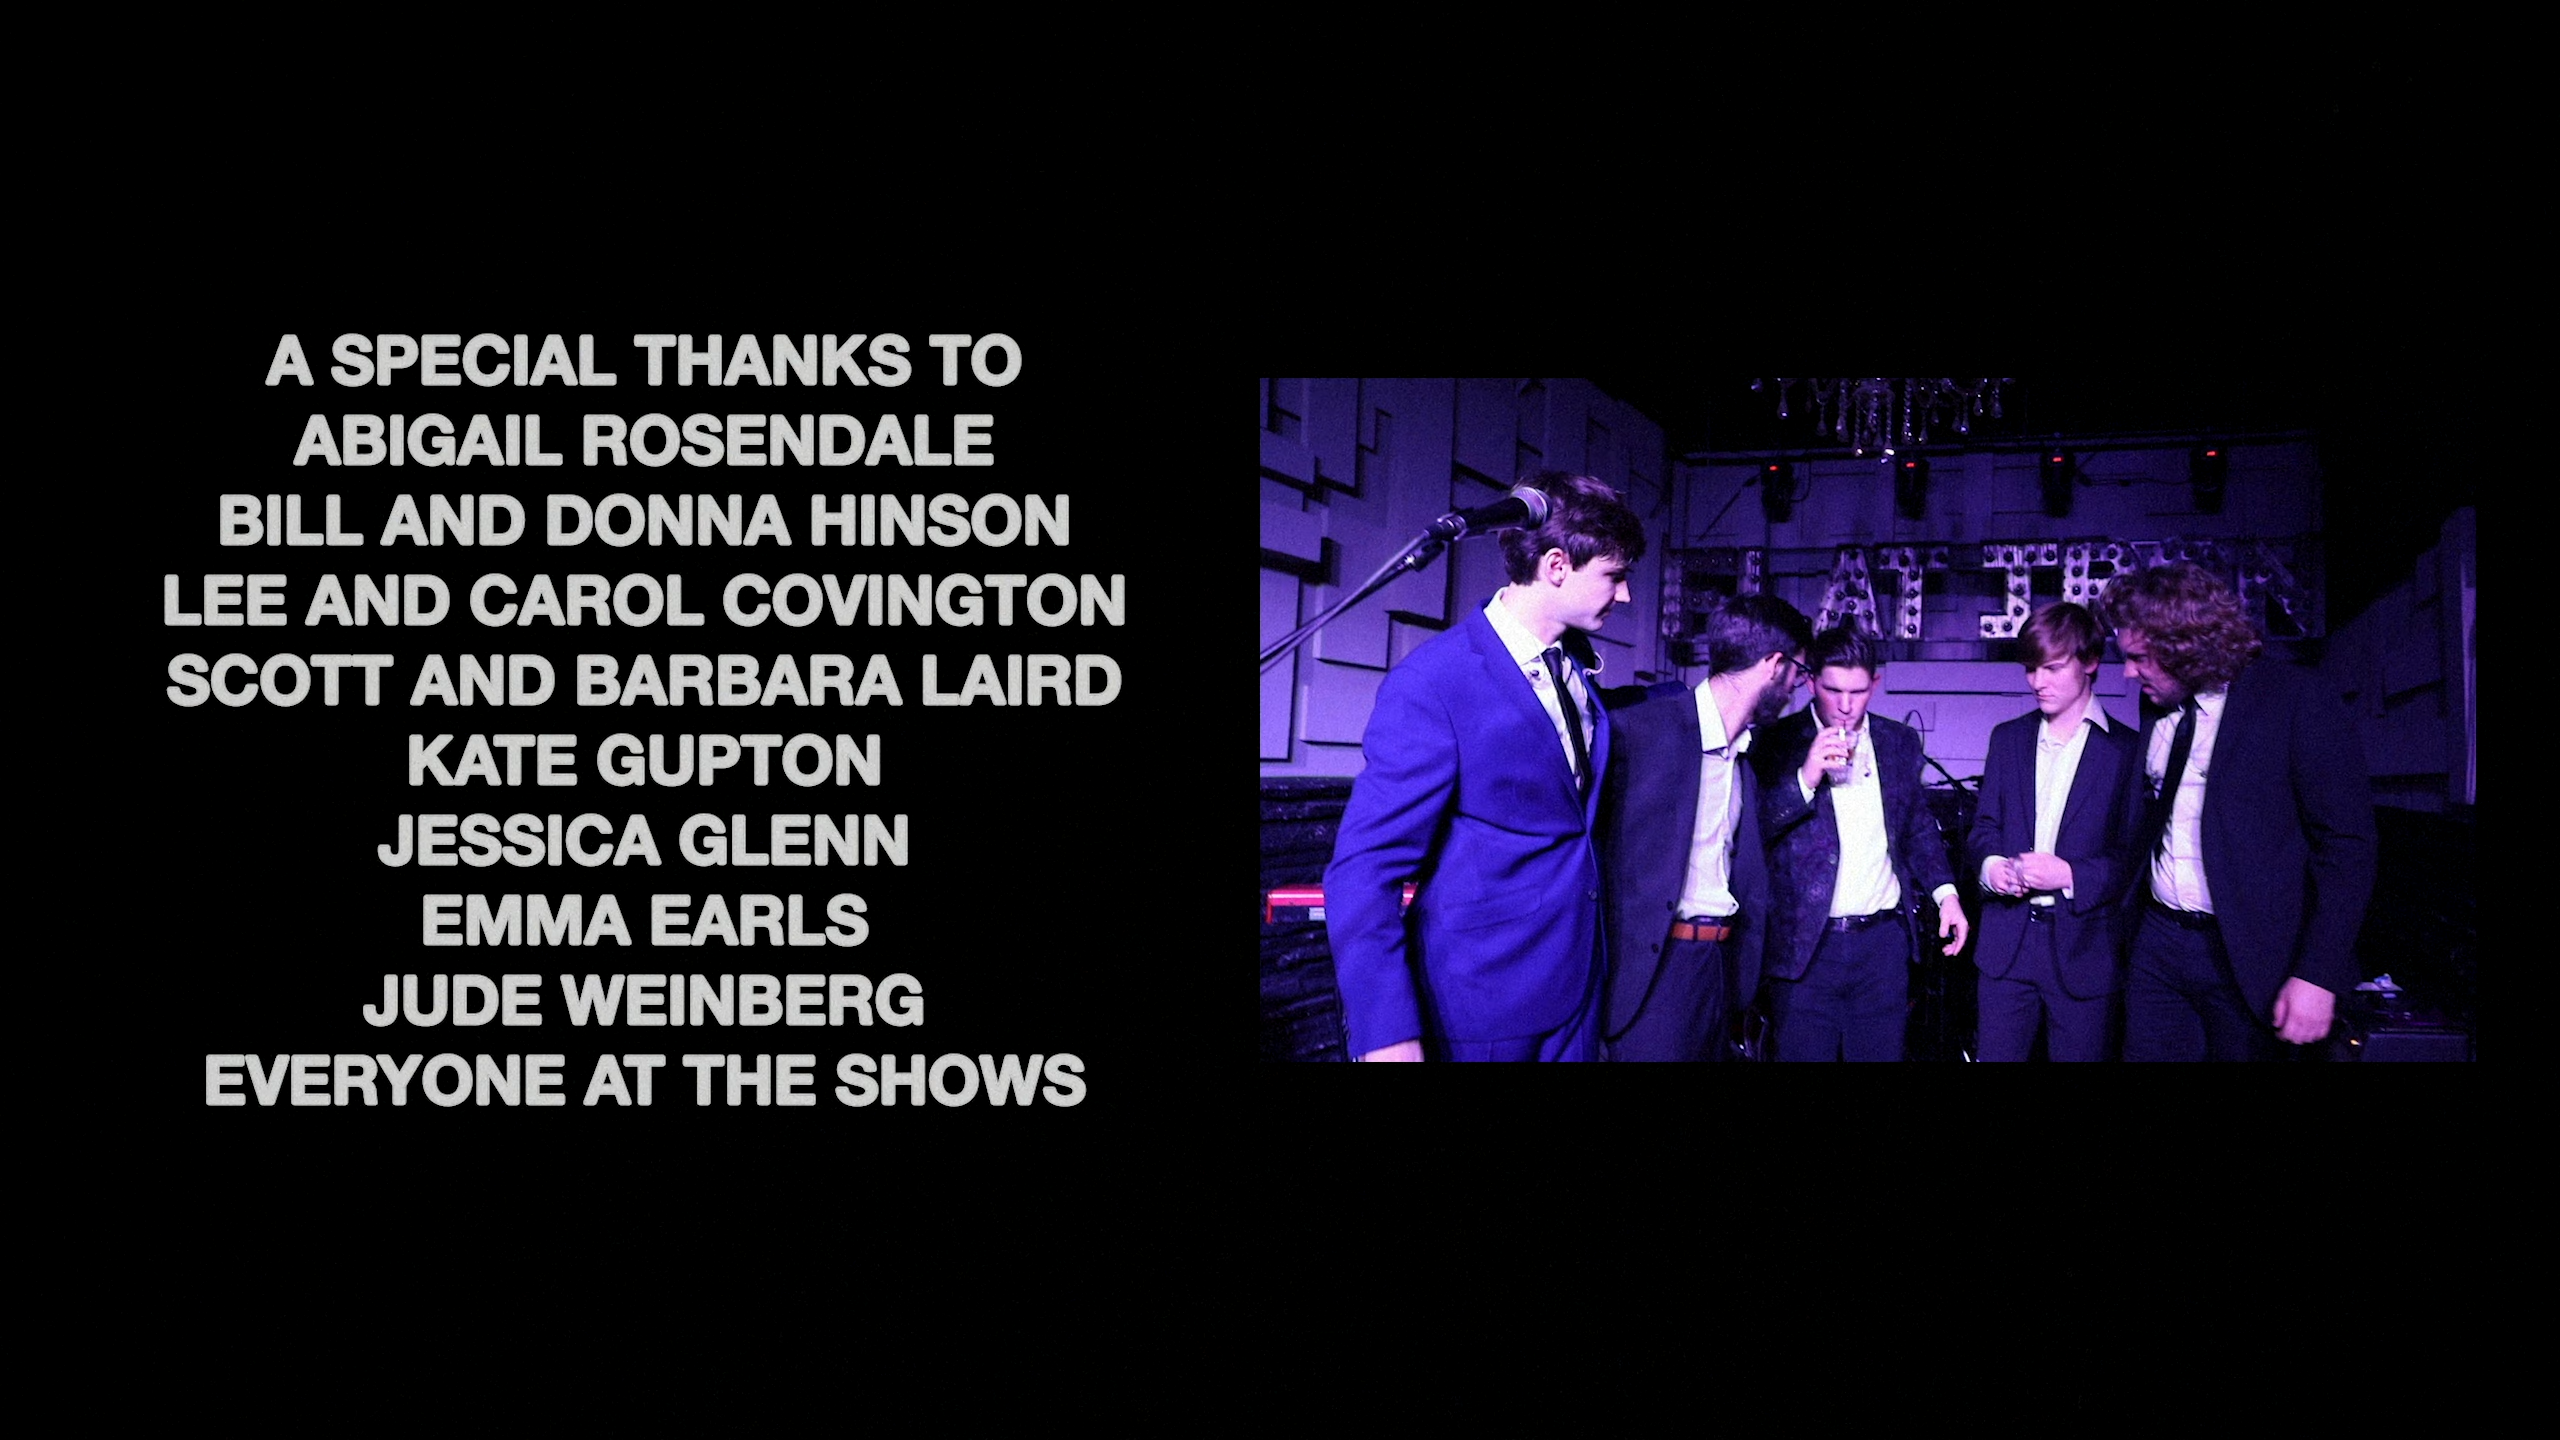 A SPECIAL THANKS TO
ABIGAIL ROSENDALE
BILL AND DONNA HINSON
LEE AND CAROL COVINGTON
SCOTT AND BARBARA LAIRD
KATE GUPTON
JESSICA GLENN
EMMA EARLS
JUDE WEINBERG
EVERYONE AT THE SHOWS